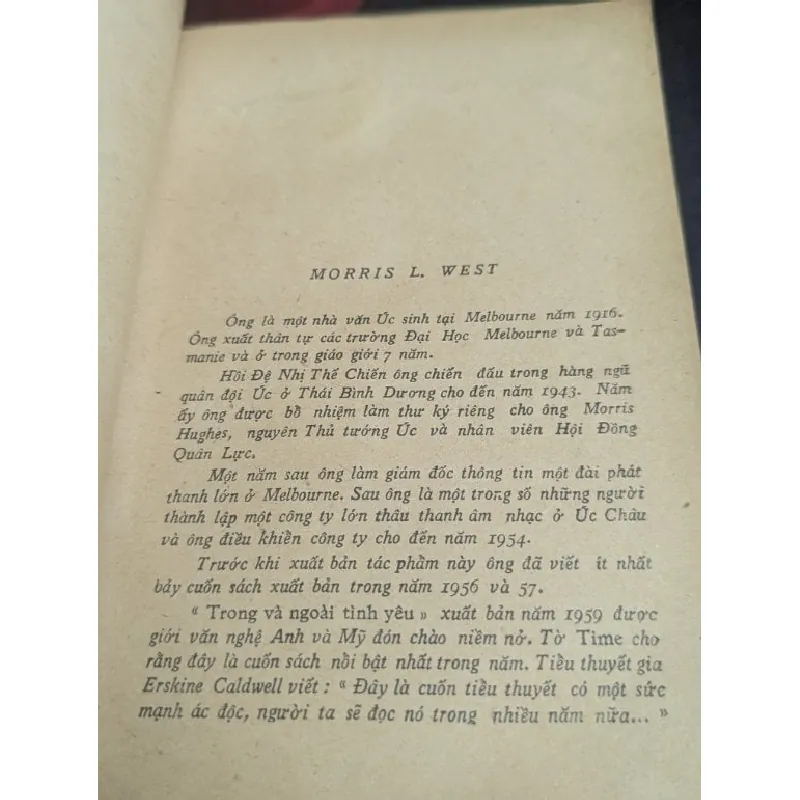 MORRIS L. WEST
Ông là một nhà văn Úc sinh tại Melbourne năm 1916.
Ông xuất thân tự các trường Đại Học Melbourne và Tas=
manie và ở trong giáo giới 7 năm.
Hồi Đệ Nhị Thế Chiến ông chiến đấu trong hàng ngũ
quân đội Úc ở Thái Bình Dương cho đến năm 1943. Năm
ấy ông được bồ nhiệm làm thư ký riêng cho ông Morris
Hughes, nguyên Thủ tướng Úc và nhân viên Hội Đồng
Quân Lực.
Một năm sau ông làm giám đốc thông tin một đài phát
thanh lớn ở Melbourne. Sau ông là một trong số những người
thành lập một công ty lớn thâu thanh âm nhạc ở Úc Châu
và ông điều khiền công ty cho đến năm 1954.
Trước khi xuất bản tác phầm này ông đã viết ít nhất
bảy cuốn sách xuất bản trong năm 1956 và 57.
« Trong và ngoài tình yêu » xuất bản năm 1959 được
giới văn nghệ Anh và Mỹ đón chào niềm nở. Tờ Time cho
rằng đây là cuốn sách nồi bật nhất trong năm. Tiều thuyết gia
Erskine Caldwell viết : « Đây là cuốn tiều thuyết có một sức
mạnh ác độc, người ta sẽ đọc nó trong nhiều năm nữa... »